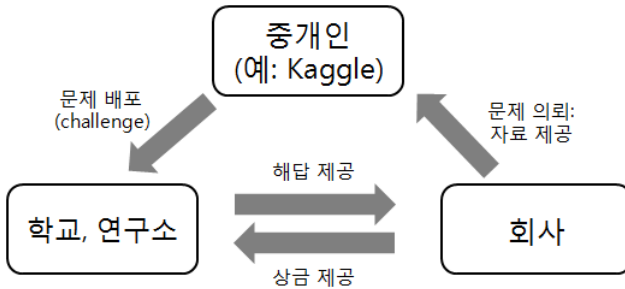 중개인
(예: Kaggle)
문제 배포
(challenge)
문제 의뢰:
자료 제공
해답 제공
학교, 연구소
회사
상금 제공